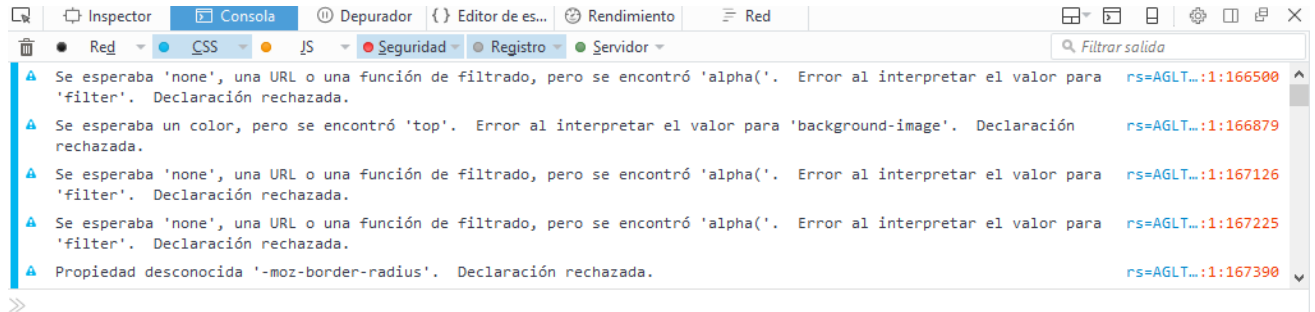 Inspector Consola Depurador {} Editor de es... Rendimiento Red
Red CSS JS Seguridad Registro Servidor Filtrar salida
Se esperaba 'none', una URL o una función de filtrado, pero se encontró 'alpha('. Error al interpretar el valor para rs=AGLT…:1:166500
'filter'. Declaración rechazada.
Se esperaba un color, pero se encontró 'top'. Error al interpretar el valor para 'background-image'. Declaración rs=AGLT…:1:166879
rechazada.
Se esperaba 'none', una URL o una función de filtrado, pero se encontró 'alpha('. Error al interpretar el valor para rs=AGLT…:1:167126
'filter'. Declaración rechazada.
Se esperaba 'none', una URL o una función de filtrado, pero se encontró 'alpha('. Error al interpretar el valor para rs=AGLT…:1:167225
'filter'. Declaración rechazada.
Propiedad desconocida '-moz-border-radius'. Declaración rechazada. rs=AGLT…:1:167390